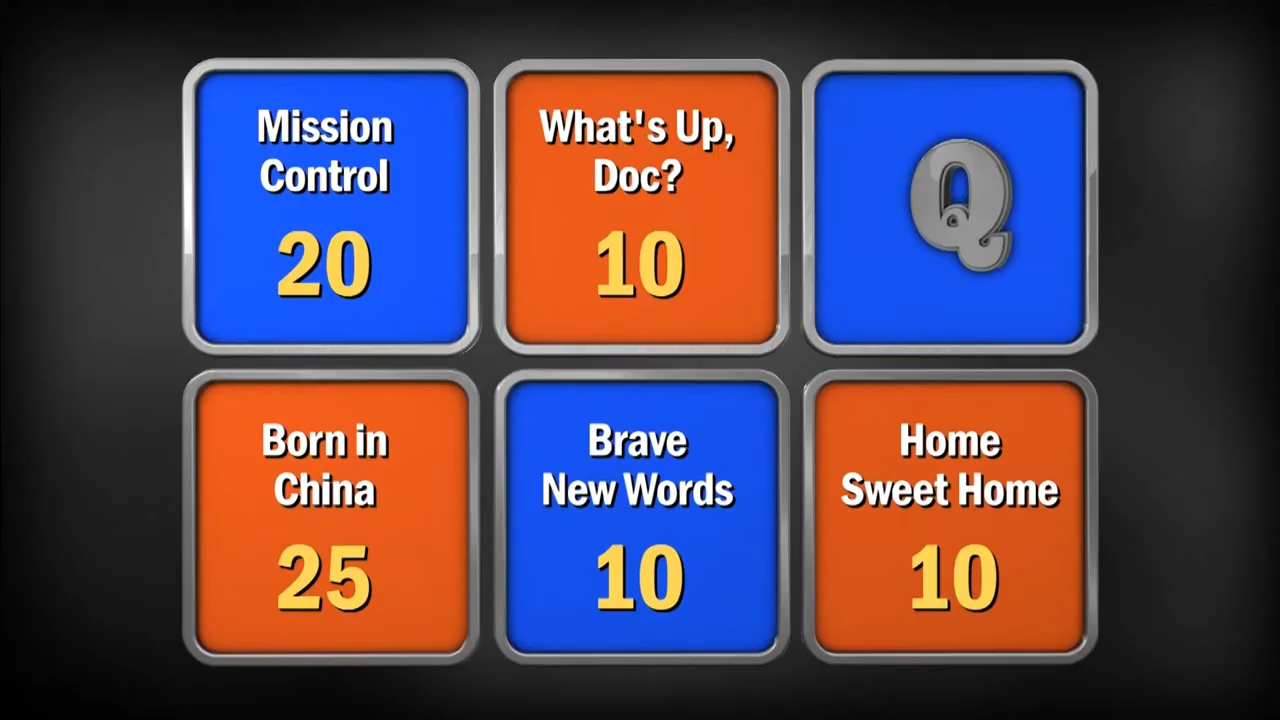 Mission
Control
20
What's Up,
Doc?
10
Q
Born in
China
25
Brave
New Words
10
Home
Sweet Home
10